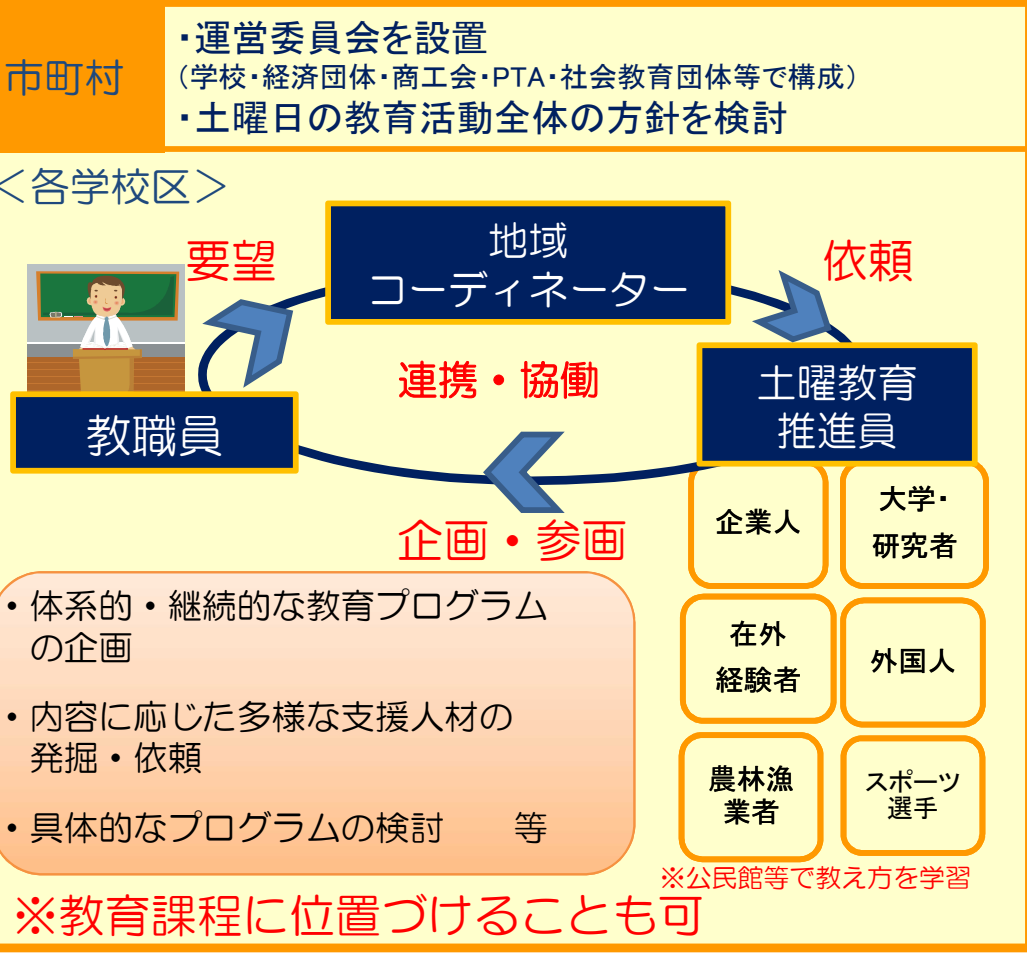 市町村
・運営委員会を設置
(学校・経済団体・商工会・PTA・社会教育団体等で構成)
・土曜日の教育活動全体の方針を検討
＜各学校区＞
要望
地域
コーディネーター
依頼
連携・協働
教職員
土曜教育
推進員
企画・参画
企業人
大学・
研究者
在外
経験者
外国人
農林漁
業者
スポーツ
選手
※公民館等で教え方を学習
・体系的・継続的な教育プログラム
の企画
・内容に応じた多様な支援人材の
発掘・依頼
・具体的なプログラムの検討　　等
※教育課程に位置づけることも可